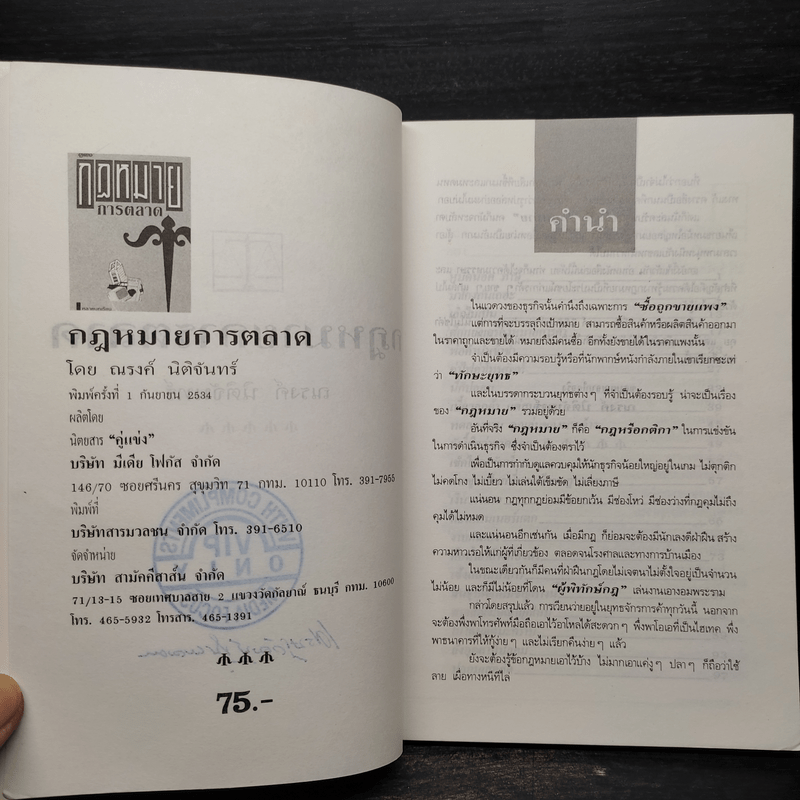 กฎหมาย
การตลาด
กฎหมายการตลาด
โดย ณรงค์ นิติจันทร์
พิมพ์ครั้งที่ 1 กันยายน 2534
ผลิตโดย
นิตยสาร “คู่แข่ง”
บริษัท มีเดีย โฟกัส จำกัด
146/70 ซอยศรีนคร สุขุมวิท 71 กทม. 10110 โทร. 391-7955
พิมพ์ที่
บริษัทสารมวลชน จำกัด โทร. 391-6510
จัดจำหน่าย
บริษัท สามัคคีสาส์น จำกัด
71/13-15 ซอยเทศบาลสาย 2 แขวงวัดกัลยาณ์ ธนบุรี กทม. 10600
โทร. 465-5932 โทรสาร. 465-1391
75.-
WITH COMPLIMENTS
VIP
ONLY
MEDIA FOCUS
คำนำ
ในแวดวงของธุรกิจนั้นคำนึงถึงเฉพาะการ “ซื้อถูกขายแพง”
แต่การที่จะบรรลุถึงเป้าหมาย สามารถซื้อสินค้าหรือผลิตสินค้าออกมา
ในราคาถูกและขายได้ หมายถึงมีคนซื้อ อีกทั้งยังขายได้ในราคาแพงนั้น
จำเป็นต้องมีความรอบรู้หรือที่นักพากษ์หนังกำลังภายในเขาเรียกซะเท่
ว่า “ทักษะยุทธ”
และในบรรดากระบวนยุทธต่างๆ ที่จำเป็นต้องรอบรู้ น่าจะเป็นเรื่อง
ของ “กฎหมาย” รวมอยู่ด้วย
อันที่จริง “กฎหมาย” ก็คือ “กฎหรือกติกา” ในการแข่งขัน
ในการดำเนินธุรกิจ ซึ่งจำเป็นต้องตราไว้
เพื่อเป็นการกำกับดูแลควบคุมให้นักธุรกิจน้อยใหญ่อยู่ในเกม ไม่ตุกติก
ไม่คดโกง ไม่เบี้ยว ไม่เล่นใต้เข็มขัด ไม่เลี่ยงภาษี
แน่นอน กฎทุกกฎย่อมมีข้อยกเว้น มีช่องโหว่ มีช่องว่างที่กฎคุมไม่ถึง
คุมได้ไม่หมด
และแน่นอนอีกเช่นกัน เมื่อมีกฎ ก็ย่อมจะต้องมีนักเลงดีฝ่าฝืน สร้าง
ความหาวเรอให้แก่ผู้ที่เกี่ยวข้อง ตลอดจนโรงศาลและทางการบ้านเมือง
ในขณะเดียวกันก็มีคนที่ฝ่าฝืนกฎโดยไม่เจตนาไม่ตั้งใจอยู่เป็นจำนวน
ไม่น้อย และก็มีไม่น้อยที่โดน “ผู้พิทักษ์กฎ” เล่นงานเอางอมพระราม
กล่าวโดยสรุปแล้ว การเวียนว่ายอยู่ในยุทธจักรการค้าทุกวันนี้ นอกจาก
จะต้องพึ่งพาโทรศัพท์มือถือเอาไว้อาโหลได้สะดวกๆ พึ่งพาโอเอที่เป็นไฮเทค พึ่ง
พาธนาคารที่ให้กู้ง่ายๆ และไม่เรียกคืนง่ายๆ แล้ว
ยังจะต้องรู้ข้อกฎหมายเอาไว้บ้าง ไม่มากเอาแค่งูๆ ปลาๆ ก็ถือว่าใช้
ลาย เผื่อทางหนีทีไล่